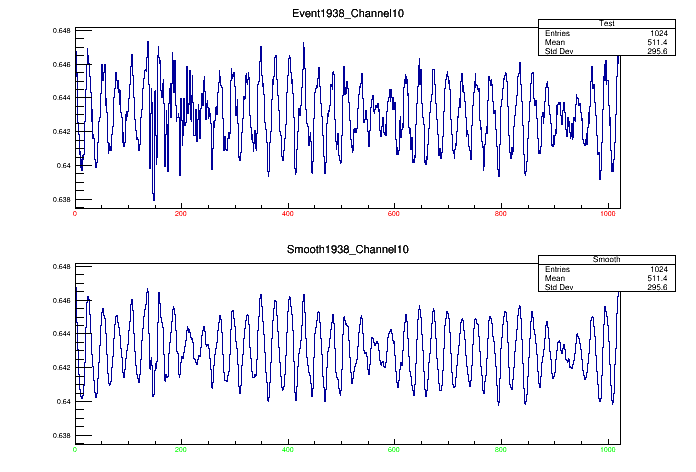 Event1938_Channel10
Test
Entries 1024
Mean 511.4
Std Dev 295.6
0.648
0.646
0.644
0.642
0.64
0.638
0 200 400 600 800 1000
Smooth1938_Channel10
Smooth
Entries 1024
Mean 511.4
Std Dev 295.6
0.648
0.646
0.644
0.642
0.64
0.638
0 200 400 600 800 1000